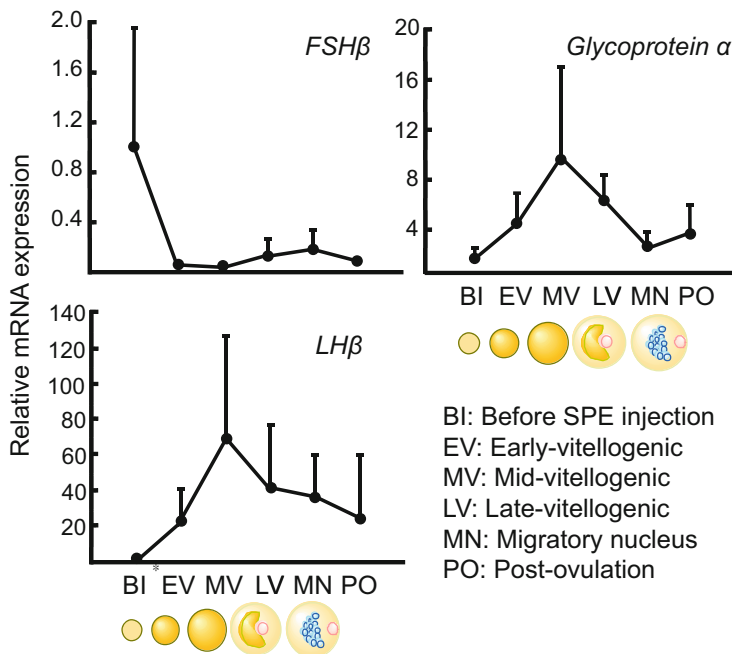 Relative mRNA expression
FSHβ
2.0
1.6
1.2
0.8
0.4
Glycoprotein α
20
16
12
8
4
BI EV MV LV MN PO
LHβ
140
120
100
80
60
40
20
*
BI EV MV LV MN PO
BI: Before SPE injection
EV: Early-vitellogenic
MV: Mid-vitellogenic
LV: Late-vitellogenic
MN: Migratory nucleus
PO: Post-ovulation